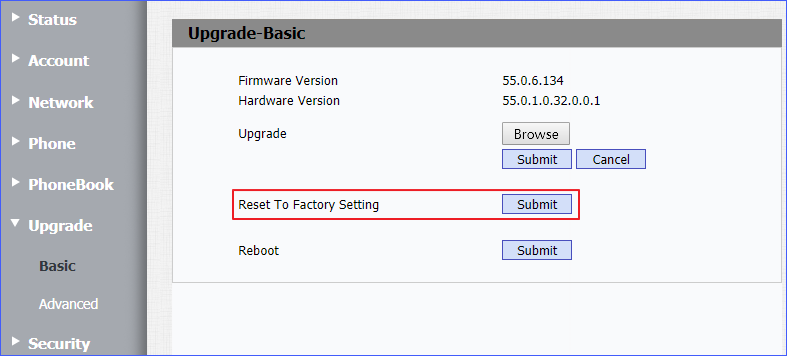 Status
Account
Network
Phone
PhoneBook
Upgrade
Basic
Advanced
Security
Upgrade-Basic
Firmware Version 55.0.6.134
Hardware Version 55.0.1.0.32.0.0.1
Upgrade Browse
Submit Cancel
Reset To Factory Setting Submit
Reboot Submit